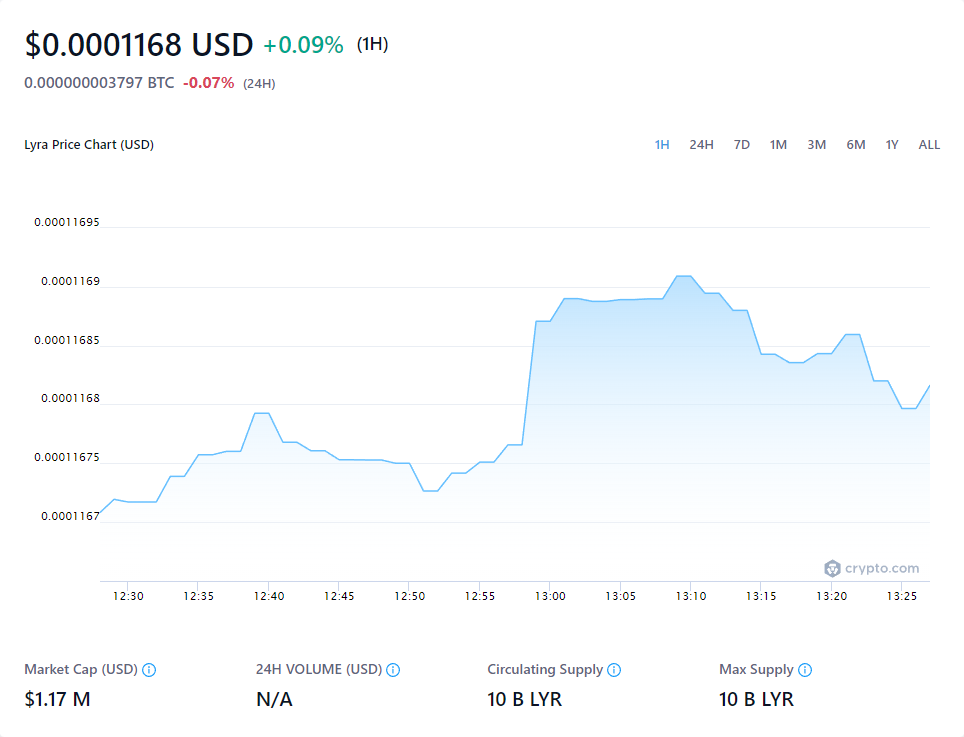 $0.0001168 USD +0.09% (1H)
0.000000003797 BTC -0.07% (24H)
Lyra Price Chart (USD)
1H 24H 7D 1M 3M 6M 1Y ALL
0.00011695
0.0001169
0.00011685
0.0001168
0.00011675
0.0001167
crypto.com
12:30 12:35 12:40 12:45 12:50 12:55 13:00 13:05 13:10 13:15 13:20 13:25
Market Cap (USD) 24H VOLUME (USD) Circulating Supply Max Supply
$1.17 M N/A 10 B LYR 10 B LYR